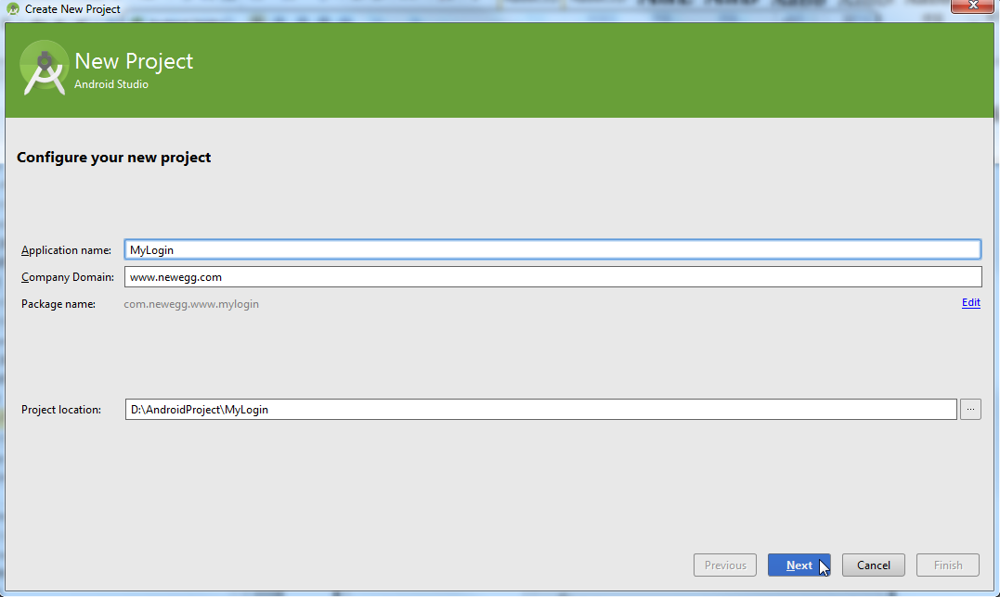 Create New Project
New Project
Android Studio
Configure your new project
Application name: MyLogin
Company Domain: www.newegg.com
Package name: com.newegg.www.mylogin Edit
Project location: D:\AndroidProject\MyLogin ...
Previous Next Cancel Finish